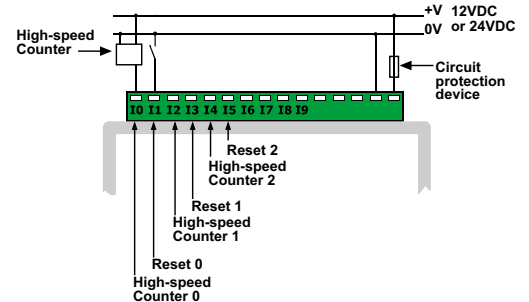 +V 12VDC
0V or 24VDC
High-speed
Counter
Circuit
protection
device
I0 I1 I2 I3 I4 I5 I6 I7 I8 I9
Reset 2
High-speed
Counter 2
Reset 1
High-speed
Counter 1
Reset 0
High-speed
Counter 0